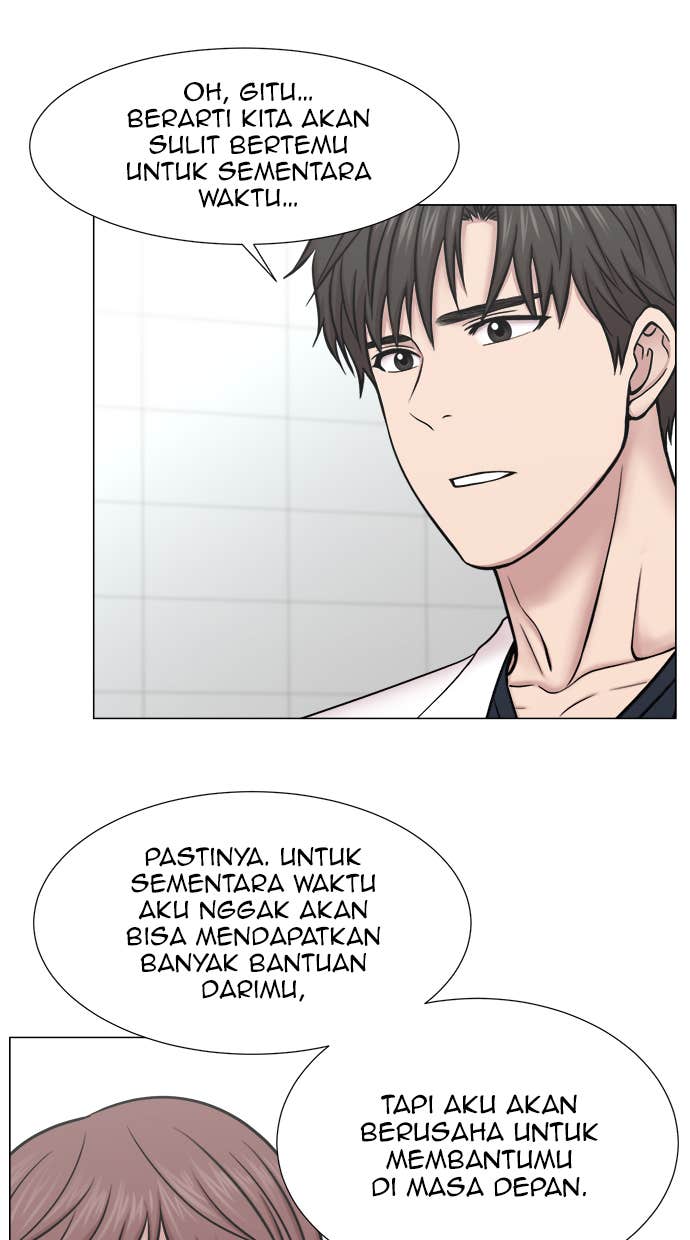 OH, GITU...
BERARTI KITA AKAN
SULIT BERTEMU
UNTUK SEMENTARA
WAKTU...
PASTINYA. UNTUK
SEMENTARA WAKTU
AKU NGGAK AKAN
BISA MENDAPATKAN
BANYAK BANTUAN
DARIMU,
TAPI AKU AKAN
BERUSAHA UNTUK
MEMBANTUMU
DI MASA DEPAN.